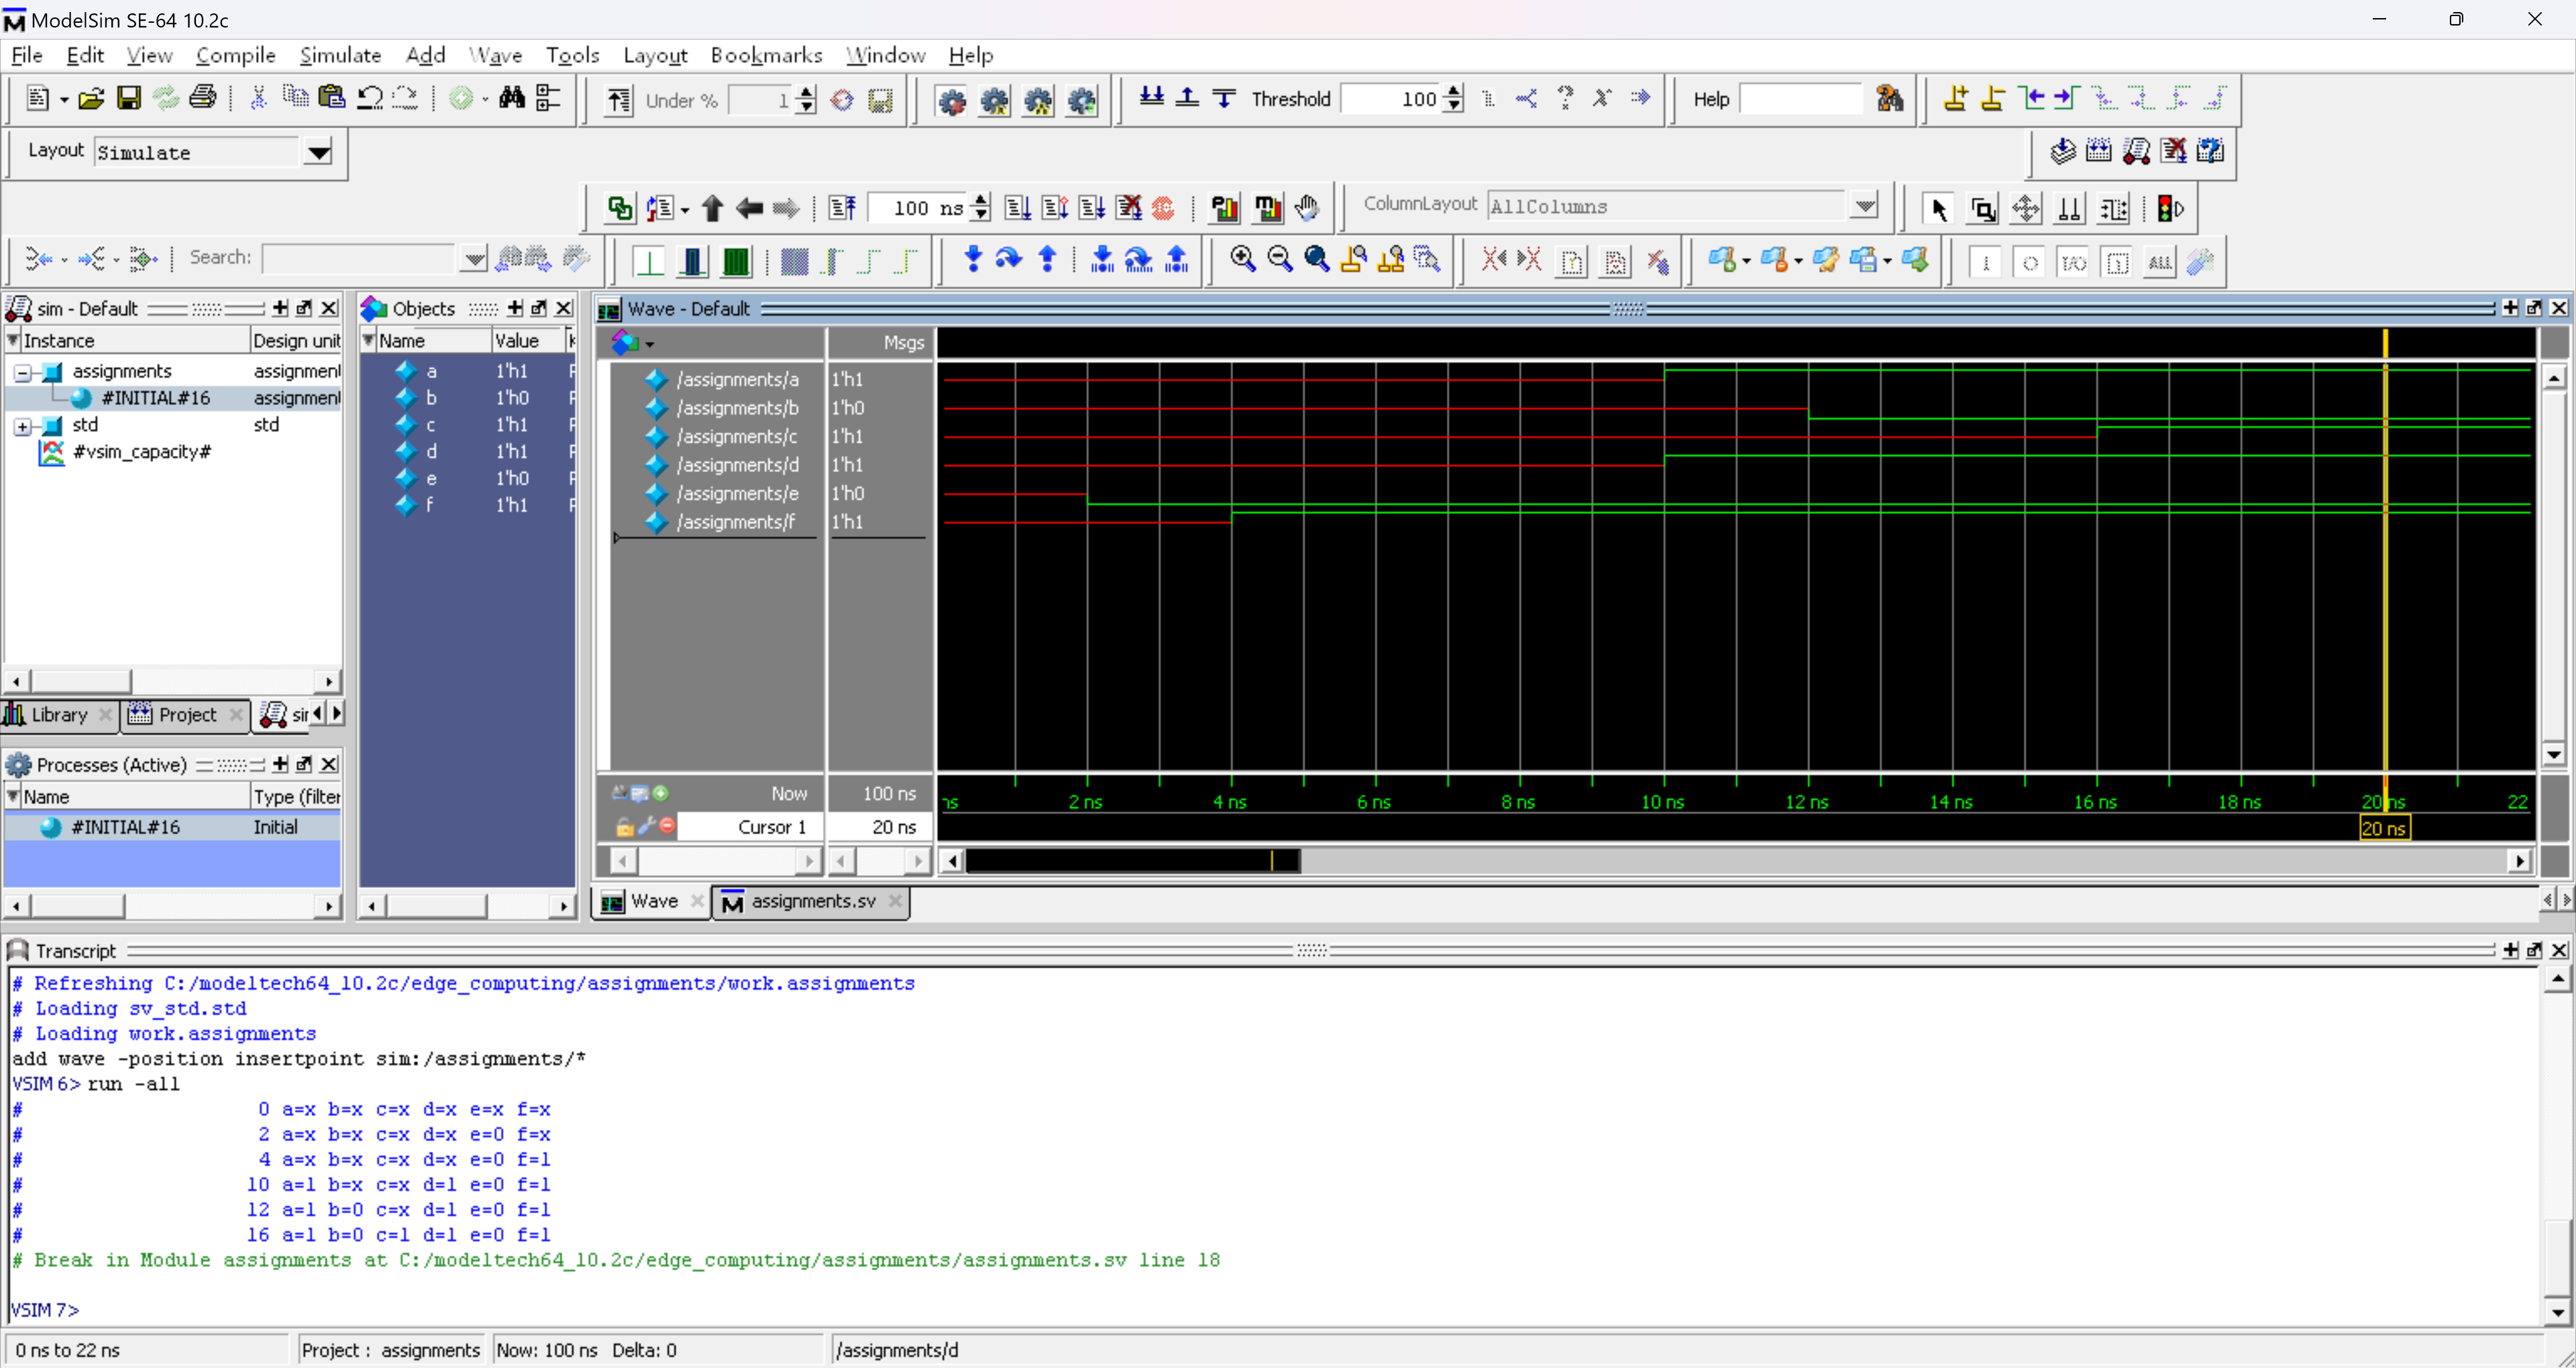 ModelSim SE-64 10.2c
File Edit View Compile Simulate Add Wave Tools Layout Bookmarks Window Help
Under % 1
Threshold 100
Help
Layout Simulate
100 ns
ColumnLayout AllColumns
Search:
I/O
ALL
sim - Default
Instance Design unit
assignments assignment
#INITIAL#16 assignment
std std
#vsim_capacity#
Library Project sim
Processes (Active)
Name Type (filter
#INITIAL#16 Initial
Objects
Name Value
a 1'h1
b 1'h0
c 1'h1
d 1'h1
e 1'h0
f 1'h1
Wave - Default
Msgs
/assignments/a 1'h1
/assignments/b 1'h0
/assignments/c 1'h1
/assignments/d 1'h1
/assignments/e 1'h0
/assignments/f 1'h1
Now 100 ns
ns 2 ns 4 ns 6 ns 8 ns 10 ns 12 ns 14 ns 16 ns 18 ns 20 ns 22
Cursor 1 20 ns
20 ns
Wave assignments.sv
Transcript
# Refreshing C:/modeltech64_10.2c/edge_computing/assignments/work.assignments
# Loading sv_std.std
# Loading work.assignments
add wave -position insertpoint sim:/assignments/*
VSIM 6> run -all
# 0 a=x b=x c=x d=x e=x f=x
# 2 a=x b=x c=x d=x e=0 f=x
# 4 a=x b=x c=x d=x e=0 f=1
# 10 a=1 b=x c=x d=1 e=0 f=1
# 12 a=1 b=0 c=x d=1 e=0 f=1
# 16 a=1 b=0 c=1 d=1 e=0 f=1
# Break in Module assignments at C:/modeltech64_10.2c/edge_computing/assignments/assignments.sv line 18
VSIM 7>
0 ns to 22 ns Project : assignments Now: 100 ns Delta: 0 /assignments/d